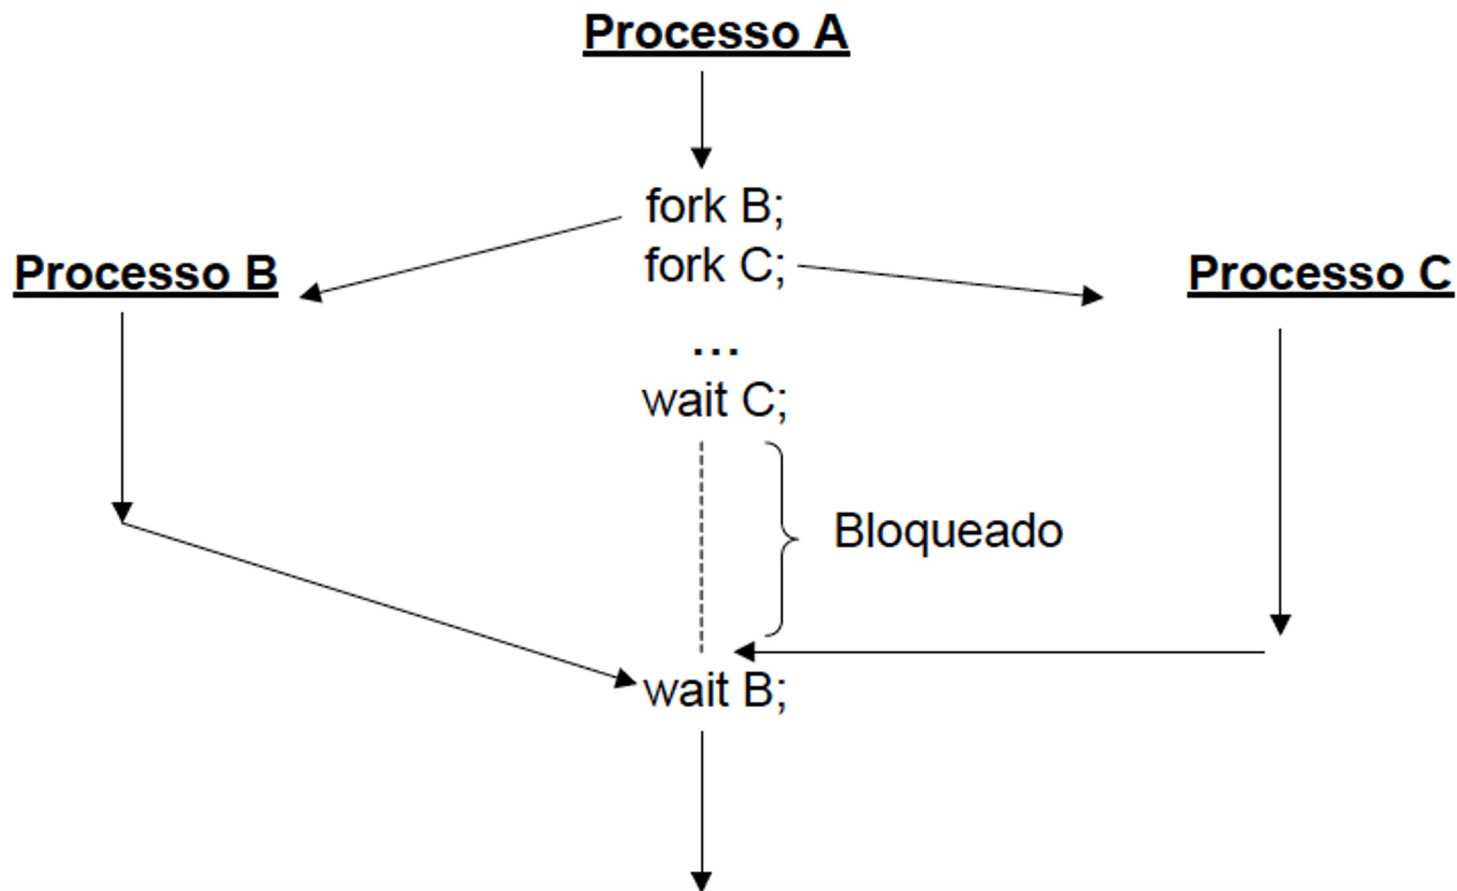 Processo A
fork B;
Processo B
fork C;
Processo C
...
wait C;
Bloqueado
wait B;